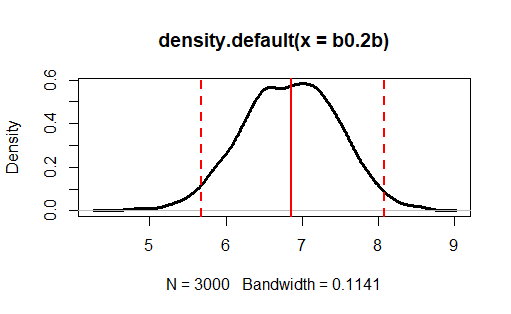 density.default(x = b0.2b)
Density
0.0
0.2
0.4
0.6
5 6 7 8 9
N = 3000 Bandwidth = 0.1141